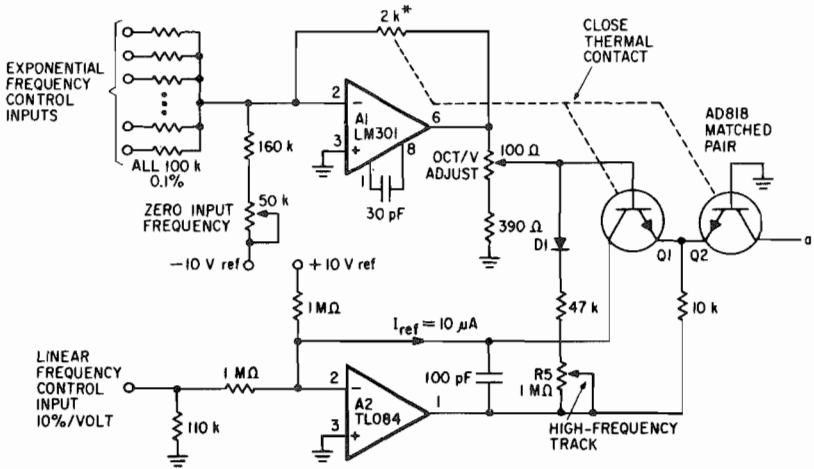 EXPONENTIAL
FREQUENCY
CONTROL
INPUTS
ALL 100 k
0.1%
160 k
50 k
ZERO INPUT
FREQUENCY
−10 V ref
2 k*
2
3
6
8
1
A1
LM301
30 pF
OCT/V
ADJUST
100 Ω
390 Ω
CLOSE
THERMAL
CONTACT
AD818
MATCHED
PAIR
D1
Q1
Q2
a
47 k
10 k
+10 V ref
1 MΩ
Iref = 10 µA
LINEAR
FREQUENCY
CONTROL
INPUT
10%/VOLT
1 MΩ
110 k
2
3
1
A2
TL084
100 pF
R5
1 MΩ
HIGH-FREQUENCY
TRACK